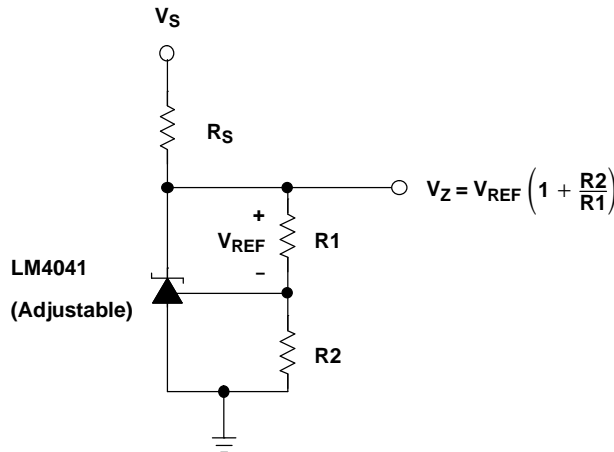 VS
RS
VZ = VREF (1 + R2/R1)
+
VREF
R1
–
LM4041
(Adjustable)
R2